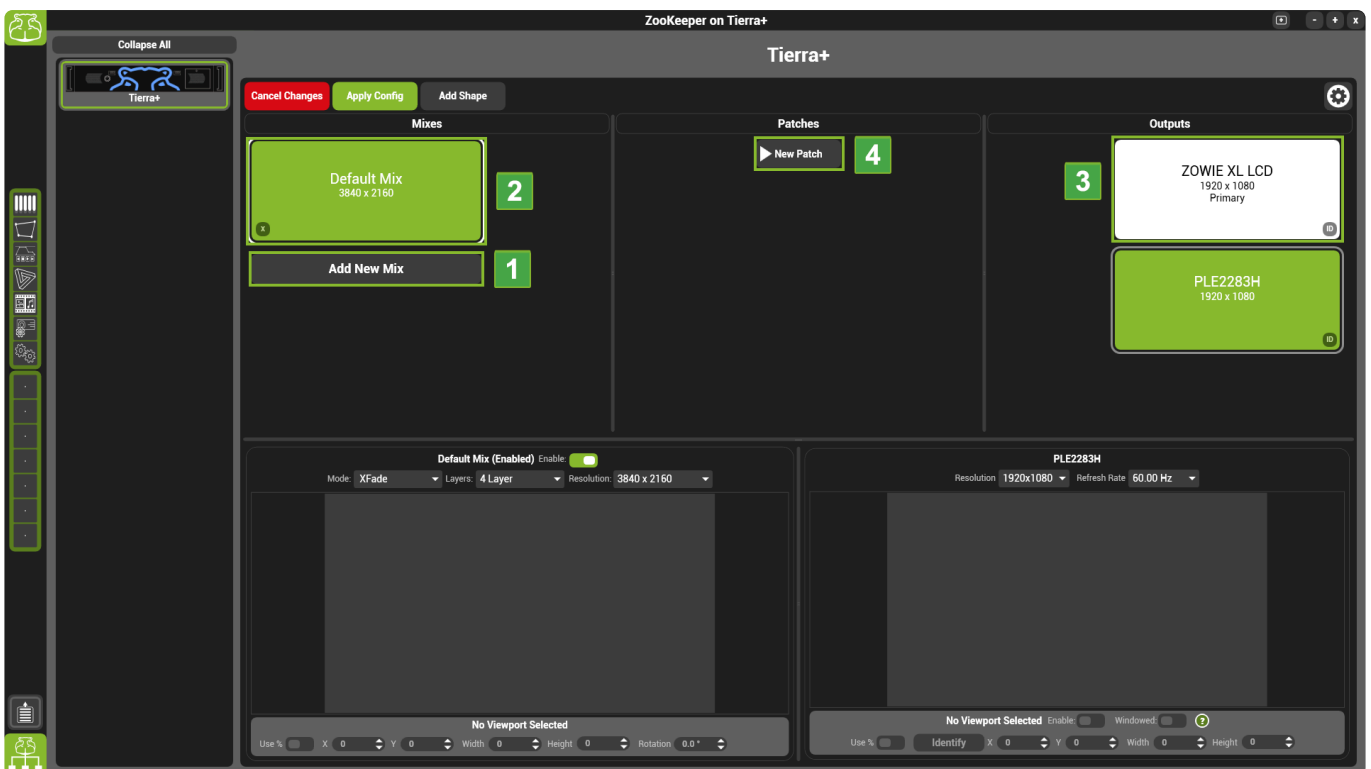 ZooKeeper on Tierra+
- + x
Collapse All
Tierra+
Tierra+
Cancel Changes Apply Config Add Shape
Mixes Patches Outputs
Default Mix
3840 x 2160
X
2
Add New Mix
1
New Patch
4
3
ZOWIE XL LCD
1920 x 1080
Primary
ID
PLE2283H
1920 x 1080
ID
Default Mix (Enabled) Enable:
Mode: XFade Layers: 4 Layer Resolution: 3840 x 2160
No Viewport Selected
Use % X 0 Y 0 Width 0 Height 0 Rotation 0.0 °
PLE2283H
Resolution 1920x1080 Refresh Rate 60.00 Hz
No Viewport Selected Enable: Windowed: ?
Use % Identify X 0 Y 0 Width 0 Height 0